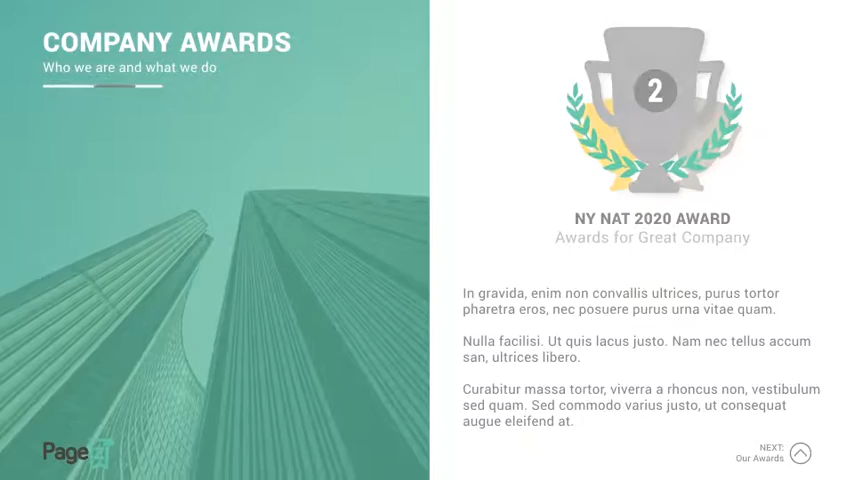 COMPANY AWARDS
Who we are and what we do
2
NY NAT 2020 AWARD
Awards for Great Company
In gravida, enim non convallis ultrices, purus tortor
pharetra eros, nec posuere purus urna vitae quam.
Nulla facilisi. Ut quis lacus justo. Nam nec tellus accum
san, ultrices libero.
Curabitur massa tortor, viverra a rhoncus non, vestibulum
sed quam. Sed commodo varius justo, ut consequat
augue eleifend at.
Page
NEXT:
Our Awards